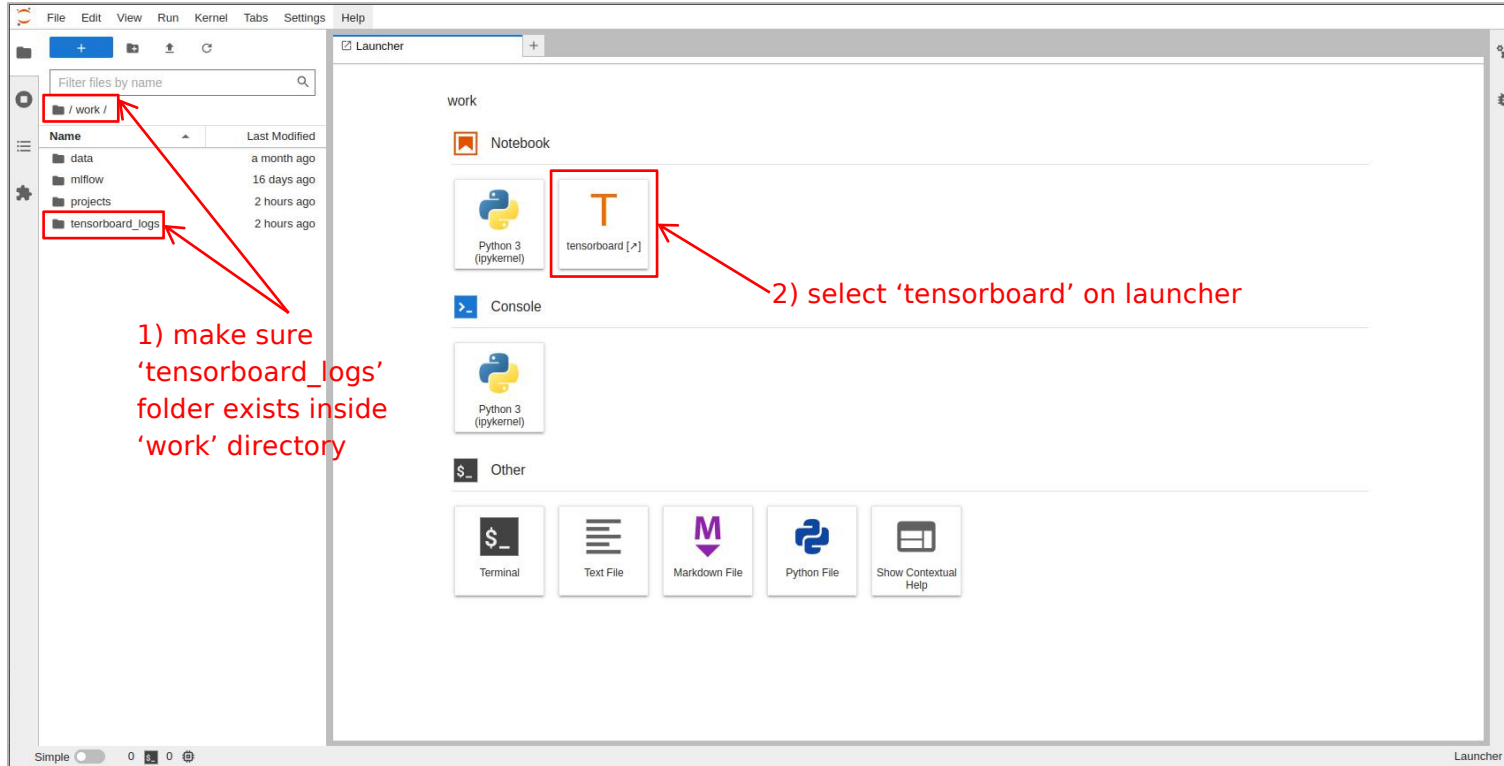 File Edit View Run Kernel Tabs Settings Help
+
Launcher
+
Filter files by name
/ work /
Name Last Modified
data a month ago
mlflow 16 days ago
projects 2 hours ago
tensorboard_logs 2 hours ago
1) make sure
‘tensorboard_logs’
folder exists inside
‘work’ directory
work
Notebook
Python 3
(ipykernel)
T
tensorboard [↗]
2) select ‘tensorboard’ on launcher
>_ Console
Python 3
(ipykernel)
$_ Other
$_
Terminal
Text File
M
Markdown File
Python File
Show Contextual
Help
Simple 0 $_ 0
Launcher